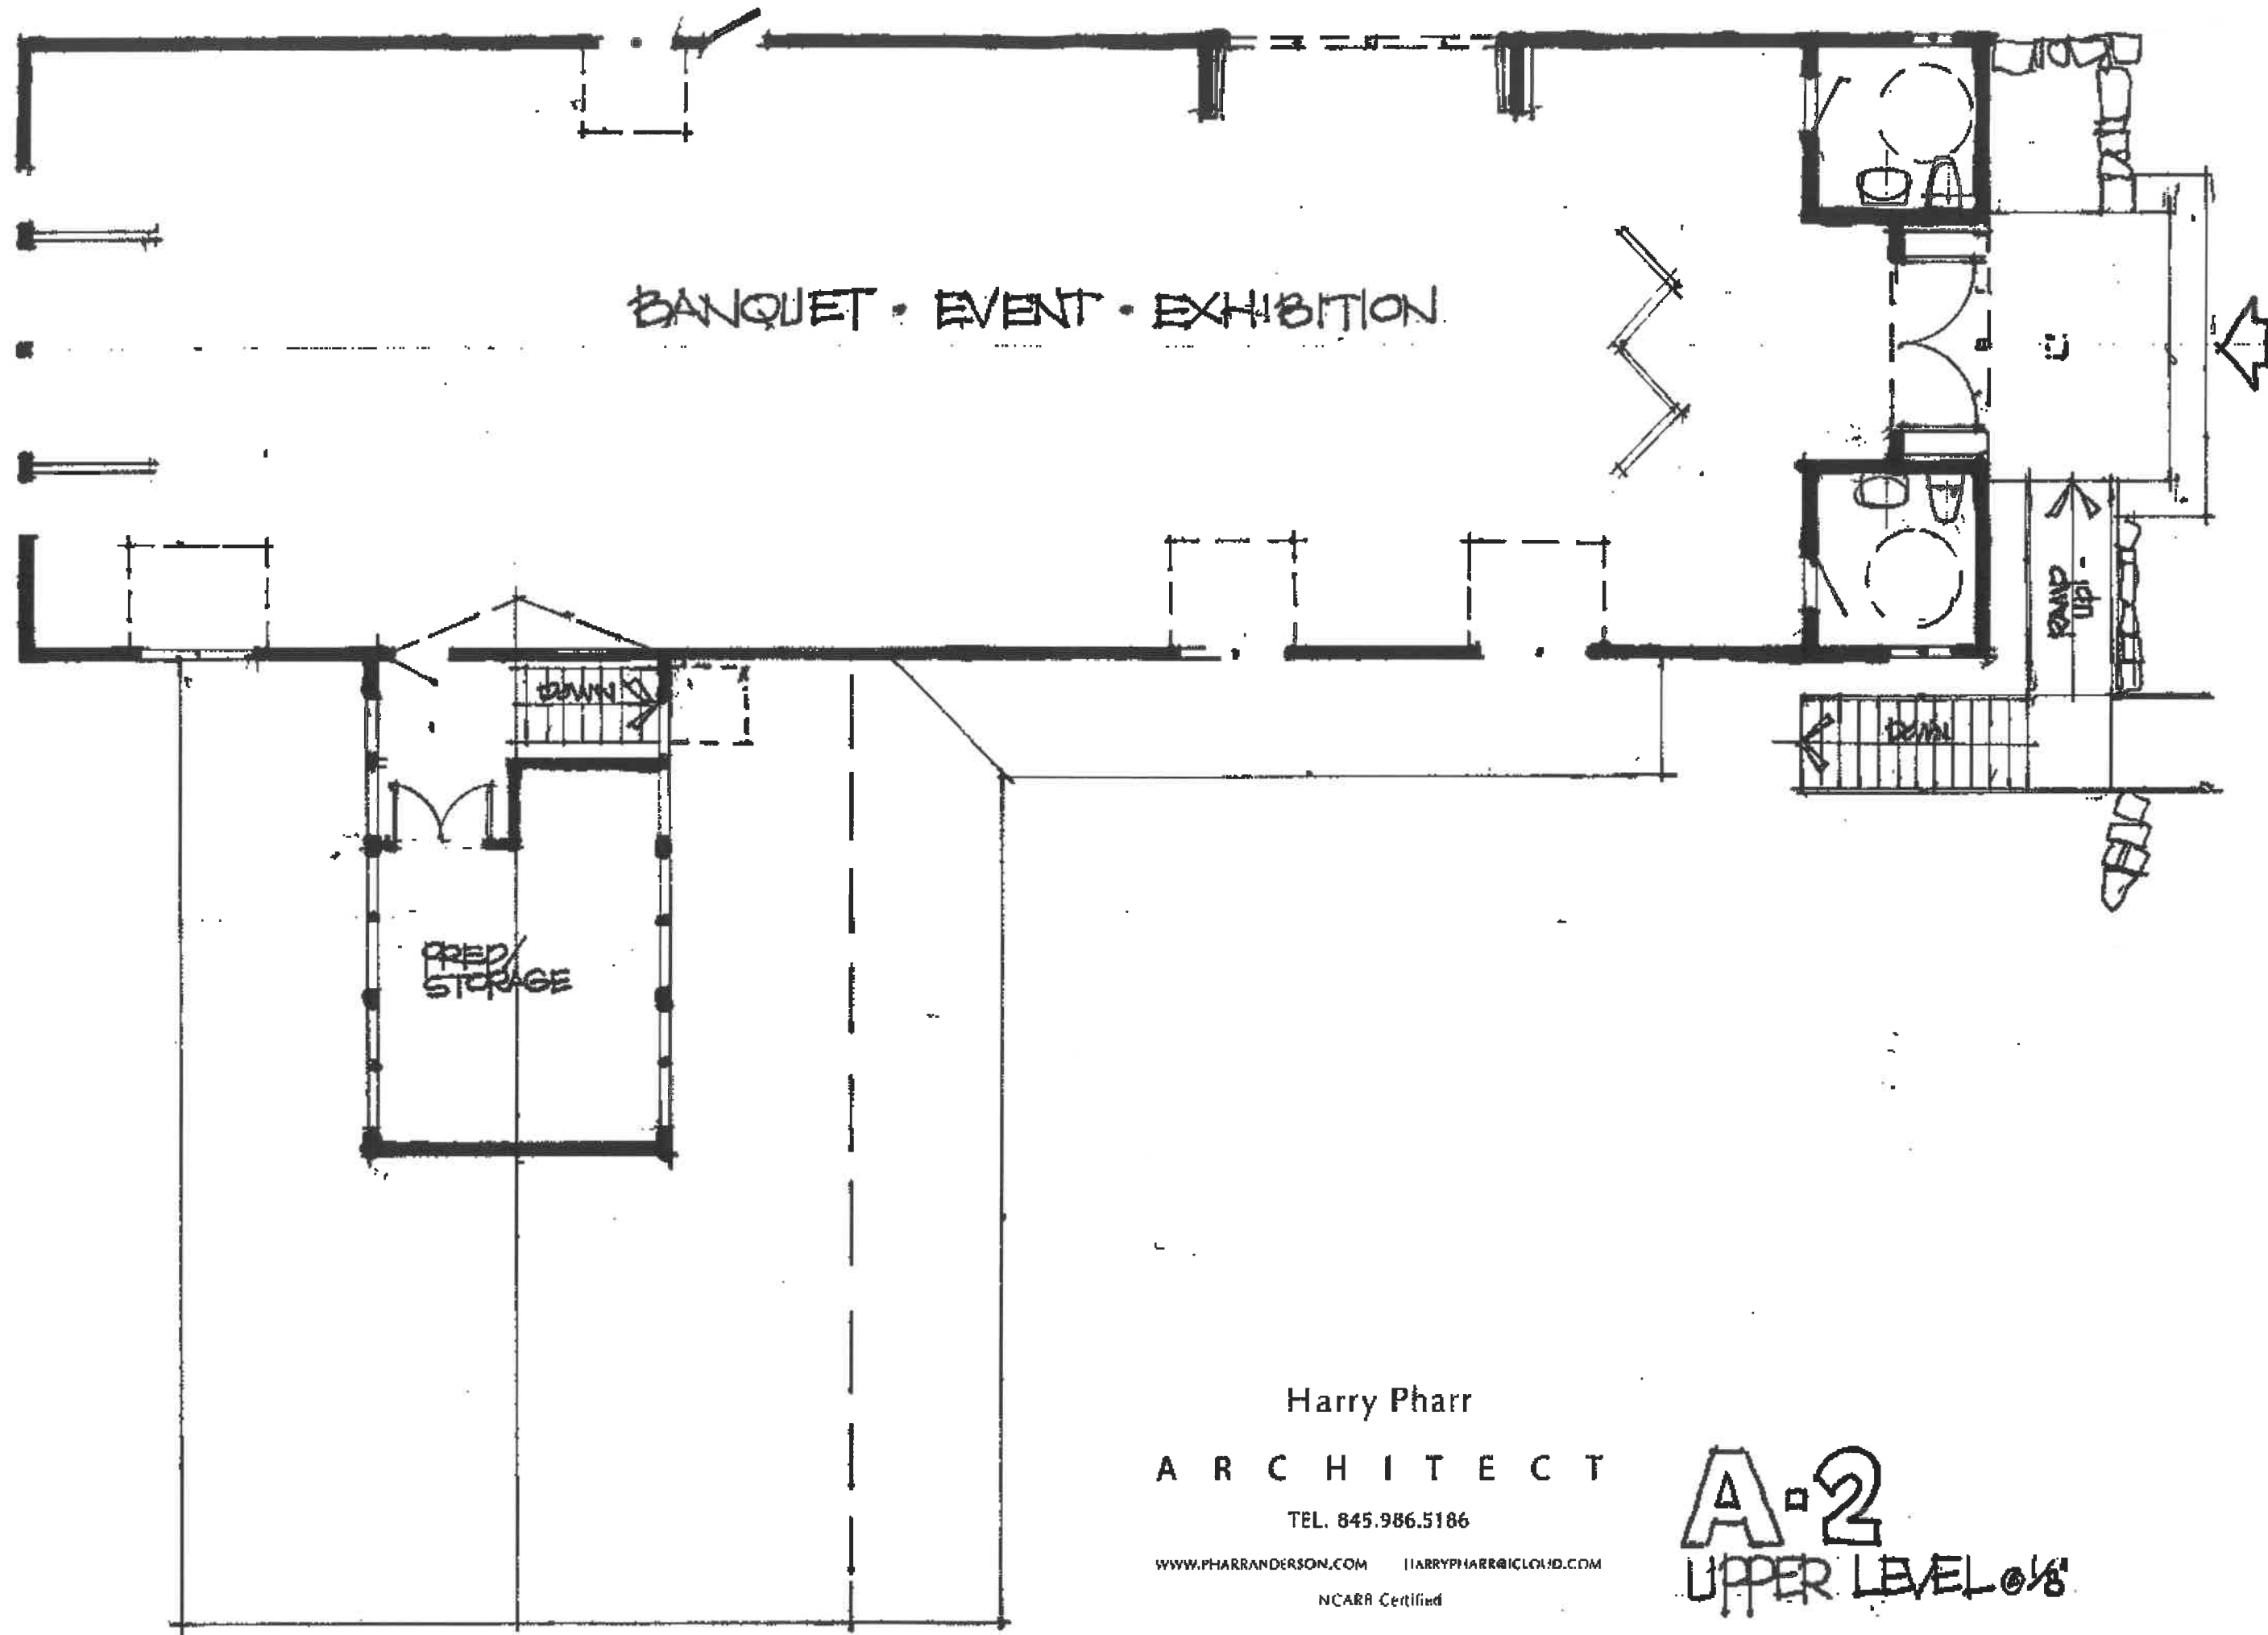 BANQUET • EVENT • EXHIBITION
DOWN
RAMP UP
DOWN
PREP/
STORAGE
Harry Pharr
ARCHITECT
TEL. 845.986.5186
WWW.PHARRANDERSON.COM HARRYPHARR@ICLOUD.COM
NCARB Certified
A-2
UPPER LEVEL @ 1/8"